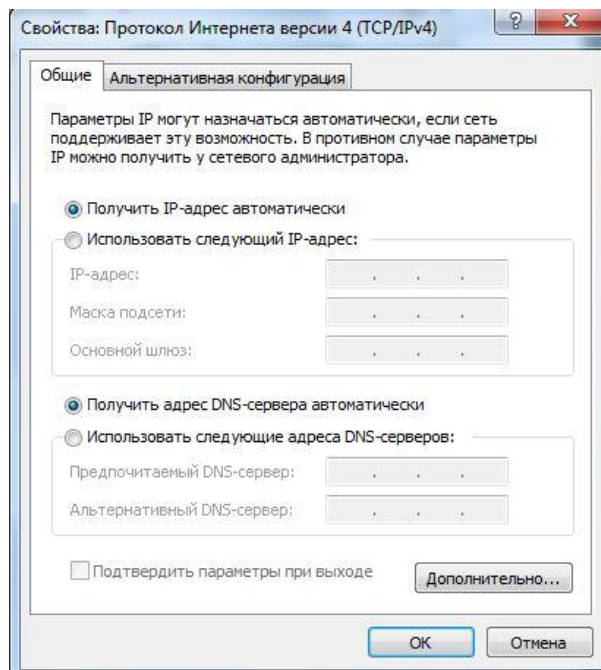 Свойства: Протокол Интернета версии 4 (TCP/IPv4)
Общие
Альтернативная конфигурация
Параметры IP могут назначаться автоматически, если сеть
поддерживает эту возможность. В противном случае параметры
IP можно получить у сетевого администратора.
Получить IP-адрес автоматически
Использовать следующий IP-адрес:
IP-адрес:
Маска подсети:
Основной шлюз:
Получить адрес DNS-сервера автоматически
Использовать следующие адреса DNS-серверов:
Предпочитаемый DNS-сервер:
Альтернативный DNS-сервер:
Подтвердить параметры при выходе
Дополнительно...
ОК
Отмена